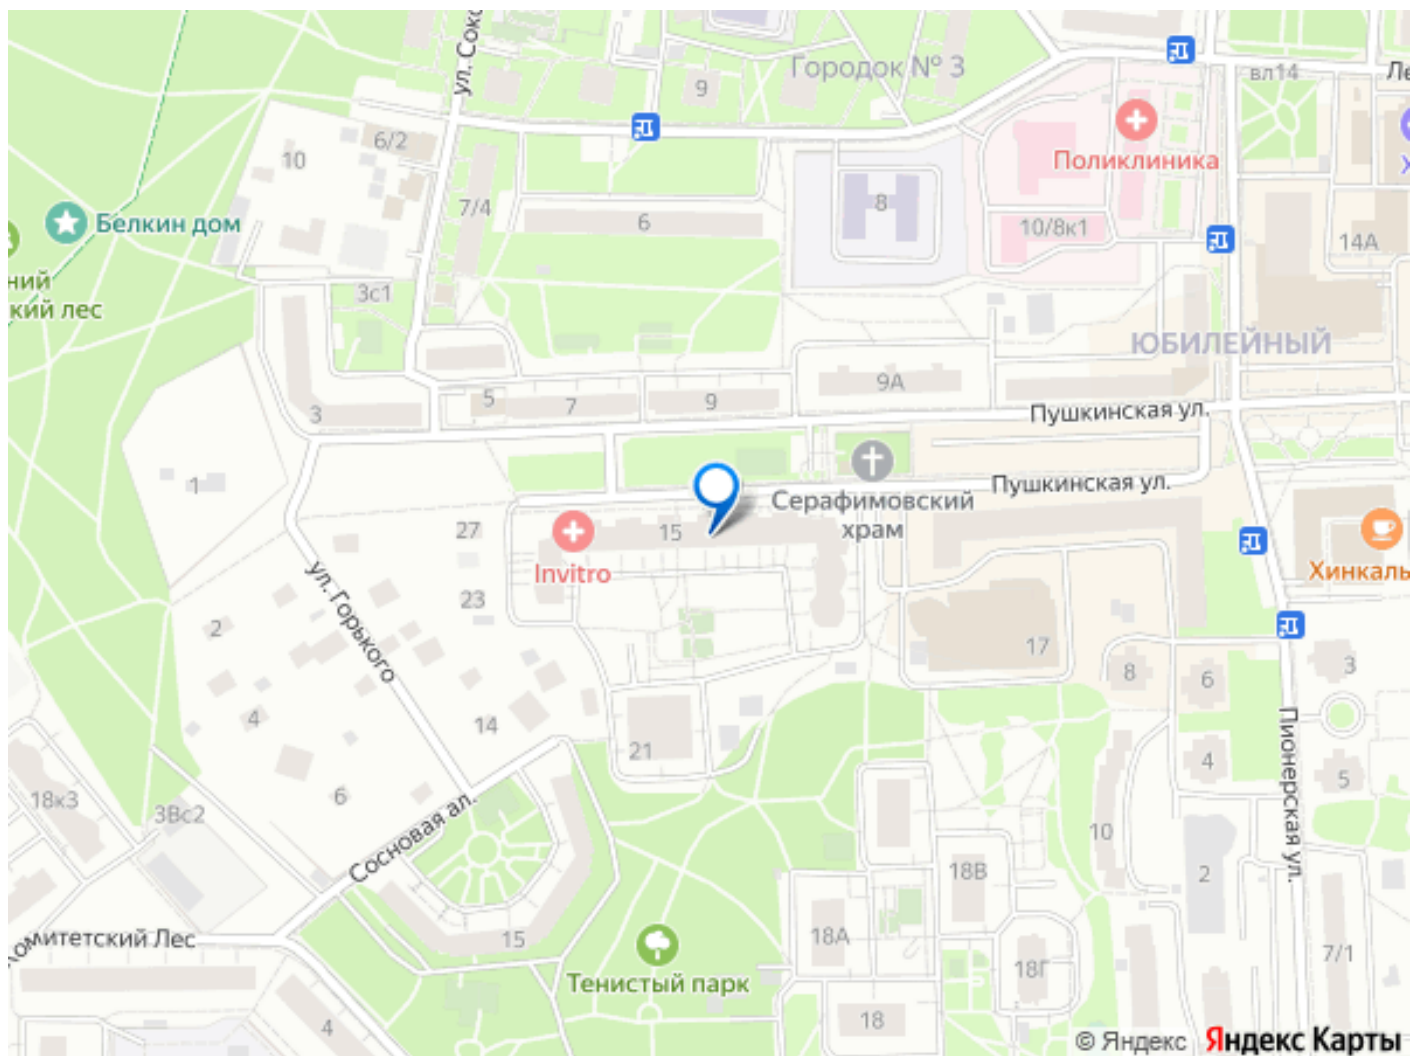 ул. Соко
Городок № 3
9
вл14
Ле
6/2
10
Поликлиника
Х
7/4
6
8
10/8к1
14А
Белкин дом
ний
кий лес
3с1
ЮБИЛЕЙНЫЙ
9А
5
7
9
3
Пушкинская ул.
1
Пушкинская ул.
Серафимовский
храм
27
15
Invitro
Хинкаль
ул. Горького
23
2
17
8
6
3
4
14
21
4
5
Пионерская ул.
6
18к3
3Вс2
Сосновая ал.
10
18В
2
омитетский Лес
15
18А
7/1
18Г
Тенистый парк
4
18
© Яндекс Яндекс Карты